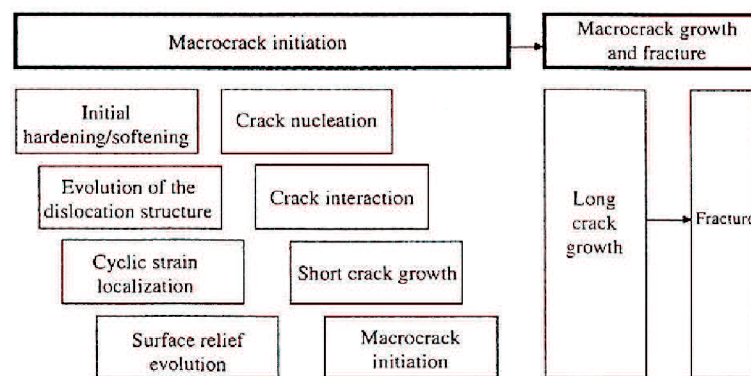 Macrocrack initiation
Macrocrack growth
and fracture
Initial
hardening/softening
Crack nucleation
Evolution of the
dislocation structure
Crack interaction
Cyclic strain
localization
Short crack growth
Surface relief
evolution
Macrocrack
initiation
Long
crack
growth
Fracture